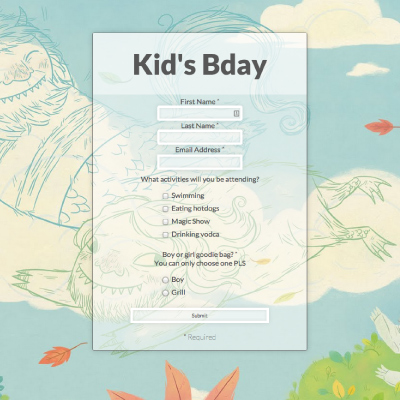 Kid's Bday
First Name *
Last Name *
Email Address *
What activities will you be attending?
Swimming
Eating hotdogs
Magic Show
Drinking vodca
Boy or girl goodie bag? *
You can only choose one PLS
Boy
Grill
Submit
* Required